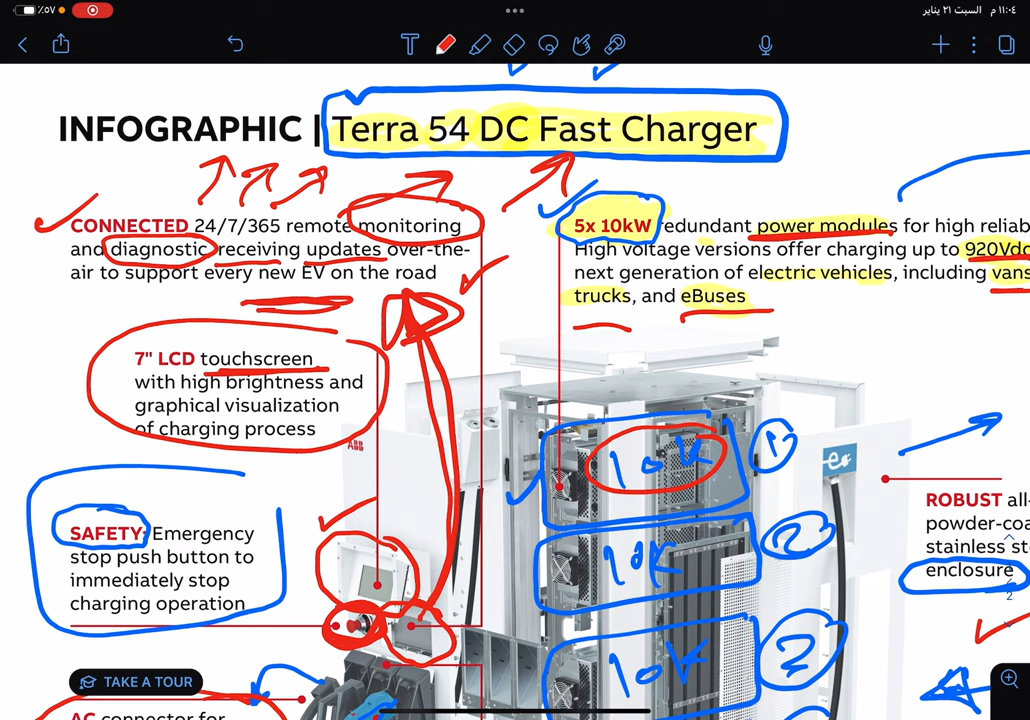 ٪٥٧
١١:٠٤ م السبت ٢١ يناير
INFOGRAPHIC | Terra 54 DC Fast Charger
CONNECTED 24/7/365 remote monitoring
and diagnostic receiving updates over-the-
air to support every new EV on the road
5x 10kW redundant power modules for high reliab
High voltage versions offer charging up to 920Vdc
next generation of electric vehicles, including vans
trucks, and eBuses
7" LCD touchscreen
with high brightness and
graphical visualization
of charging process
ABB
10K
1
SAFETY: Emergency
stop push button to
immediately stop
charging operation
10K
2
ROBUST all-
powder-coa
stainless st
enclosure
2
10K
2
TAKE A TOUR
AC connector for